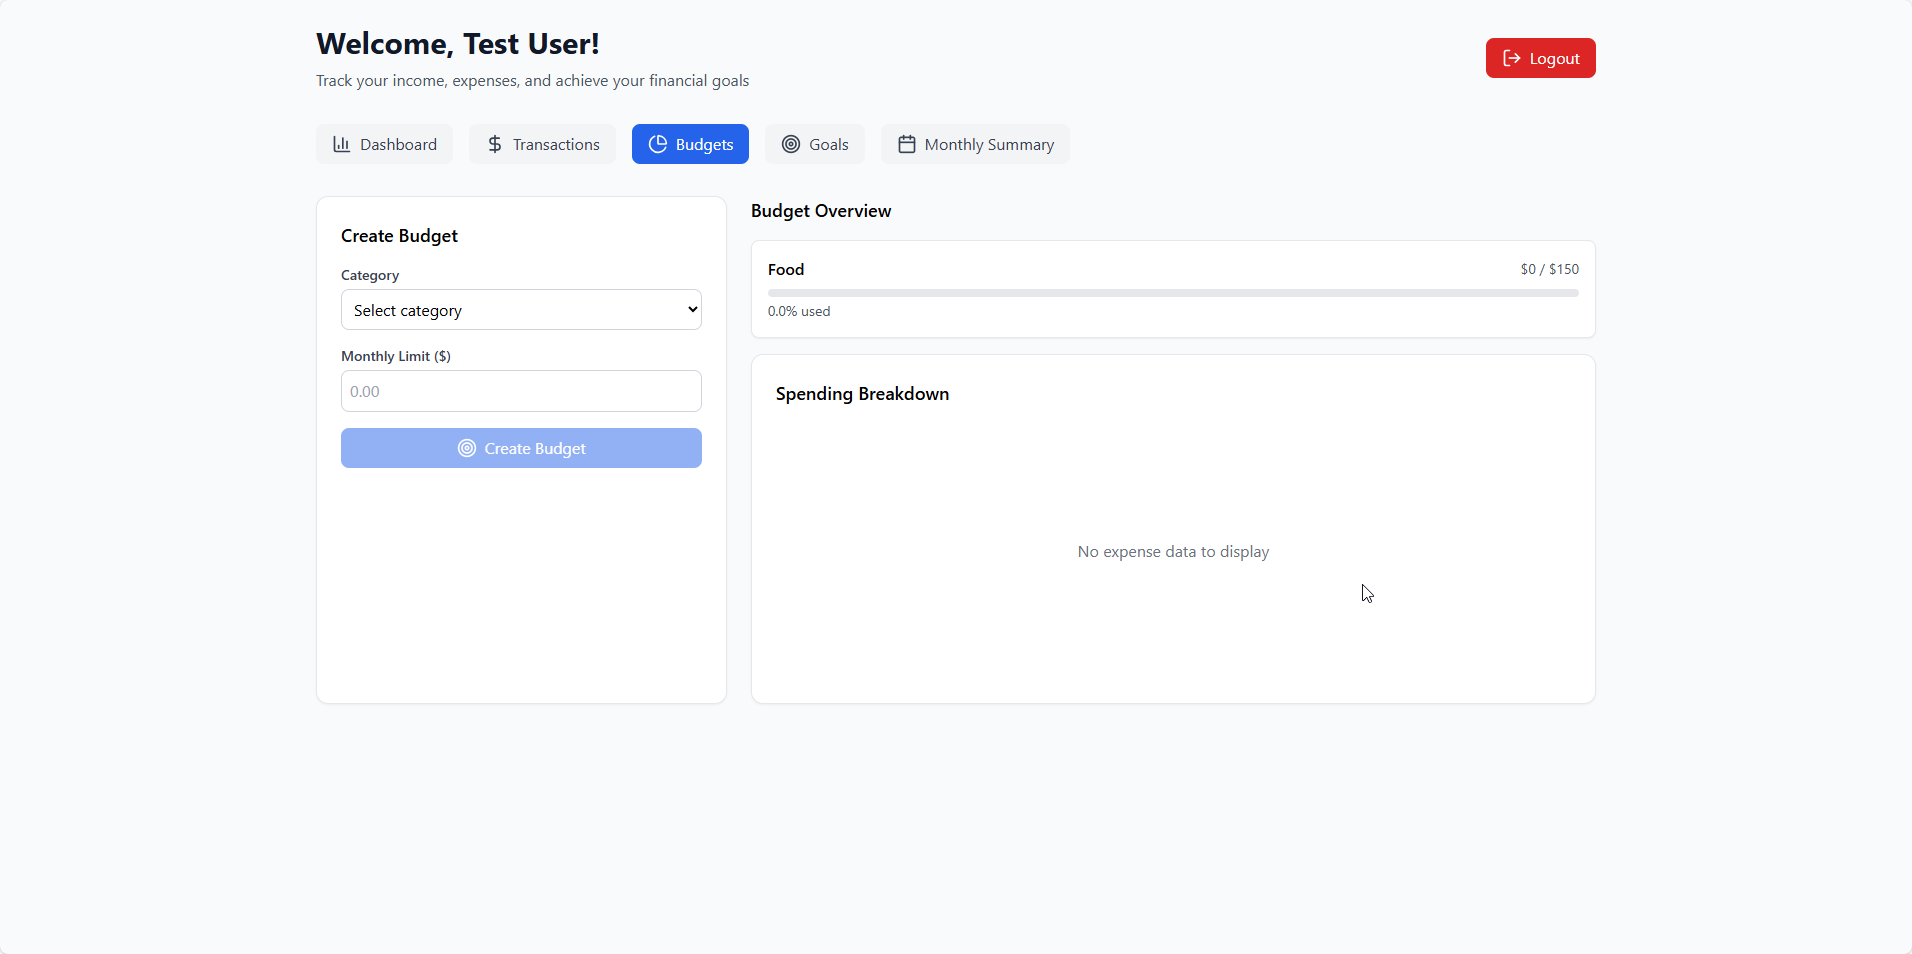 Welcome, Test User!
Track your income, expenses, and achieve your financial goals
Logout
Dashboard
Transactions
Budgets
Goals
Monthly Summary
Create Budget
Category
Select category
Monthly Limit ($)
0.00
Create Budget
Budget Overview
Food
$0 / $150
0.0% used
Spending Breakdown
No expense data to display